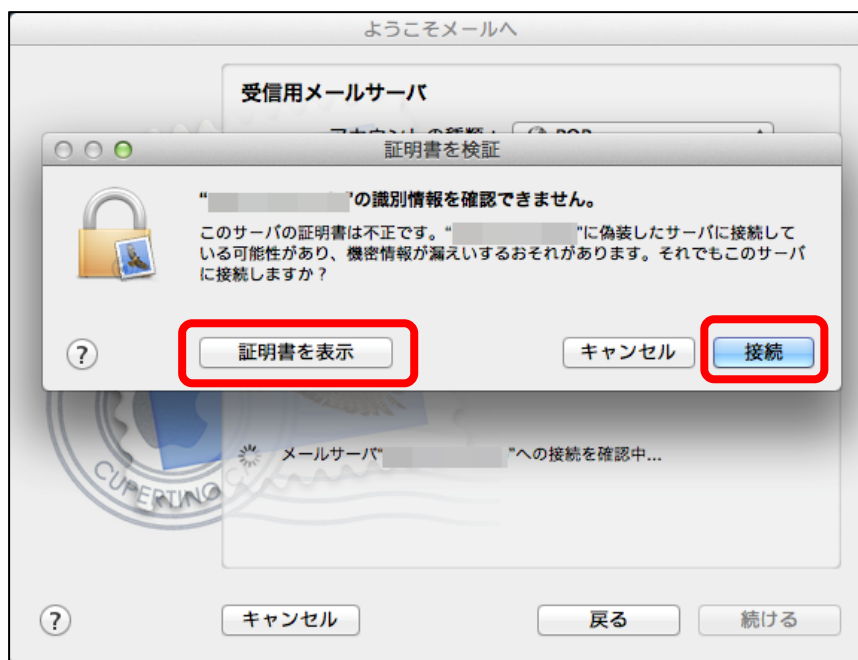 ようこそメールへ
受信用メールサーバ
証明書を検証
“ ”の識別情報を確認できません。
このサーバの証明書は不正です。“ ”に偽装したサーバに接続して
いる可能性があり、機密情報が漏えいするおそれがあります。それでもこのサーバ
に接続しますか？
?
証明書を表示
キャンセル
接続
メールサーバ“ ”への接続を確認中...
CUPERTINO
?
キャンセル
戻る
続ける